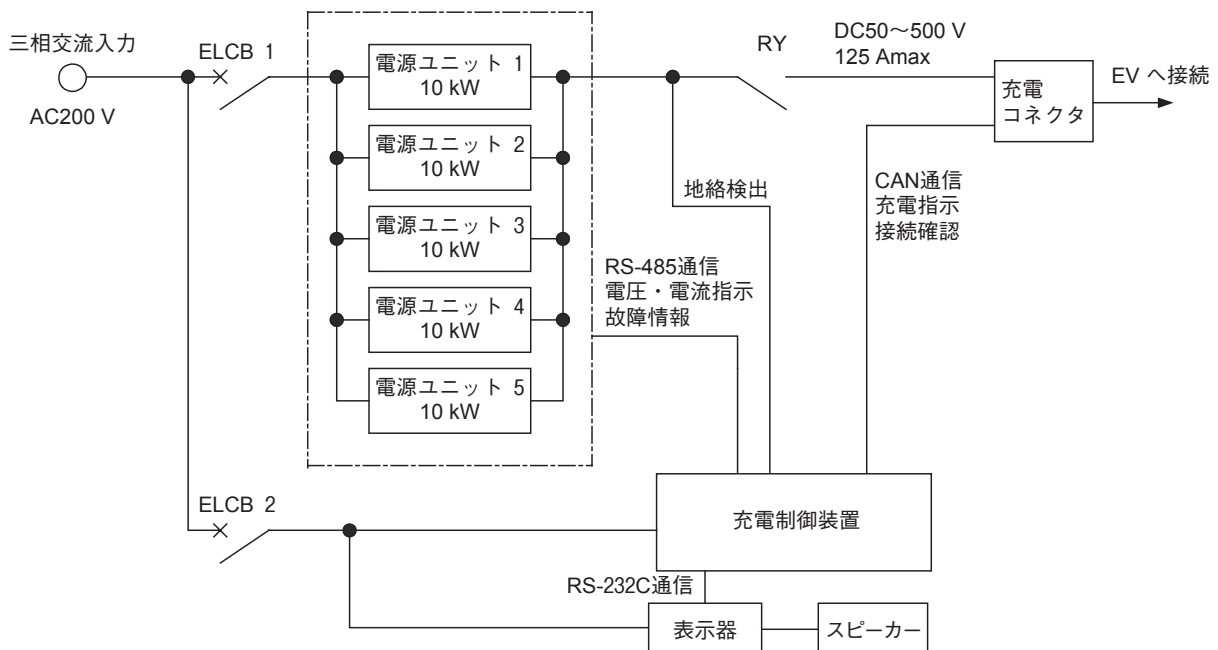 三相交流入力
AC200 V
ELCB 1
電源ユニット 1
10 kW
電源ユニット 2
10 kW
電源ユニット 3
10 kW
電源ユニット 4
10 kW
電源ユニット 5
10 kW
RY
DC50～500 V
125 Amax
充電
コネクタ
EV へ接続
地絡検出
CAN通信
充電指示
接続確認
RS-485通信
電圧・電流指示
故障情報
ELCB 2
充電制御装置
RS-232C通信
表示器
スピーカー